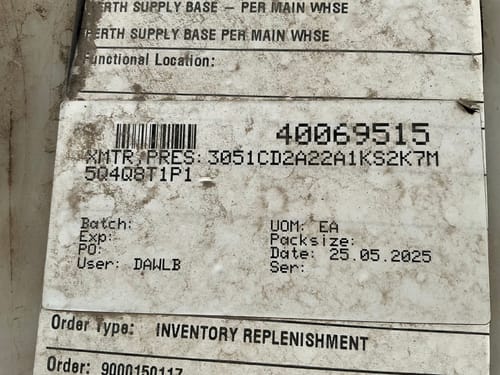 PERTH SUPPLY BASE – PER MAIN WHSE
PERTH SUPPLY BASE PER MAIN WHSE
Functional Location:
40069515
XMTR,PRES:3051CD2A22A1KS2K7M
5Q4Q8T1P1
Batch:
Exp:
PO:
User: DAWLB
UOM: EA
Packsize:
Date: 25.05.2025
Ser:
Order Type: INVENTORY REPLENISHMENT
Order: 9000150117